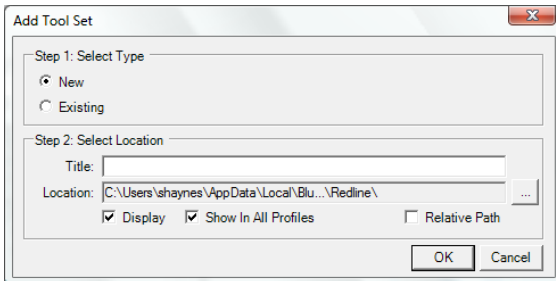 Add Tool Set
Step 1: Select Type
New
Existing
Step 2: Select Location
Title:
Location: C:\Users\shaynes\AppData\Local\Blu...\Redline\ ...
Display Show In All Profiles Relative Path
OK Cancel